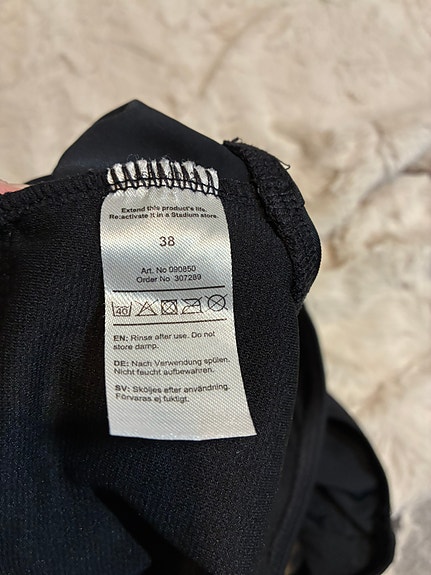 Extend this product's life.
Re:activate it in a Stadium store.
38
Art. No 090850
Order No 307289
40
EN: Rinse after use. Do not
store damp.
DE: Nach Verwendung spülen.
Nicht feucht aufbewahren.
SV: Sköljes efter användning.
Förvaras ej fuktigt.